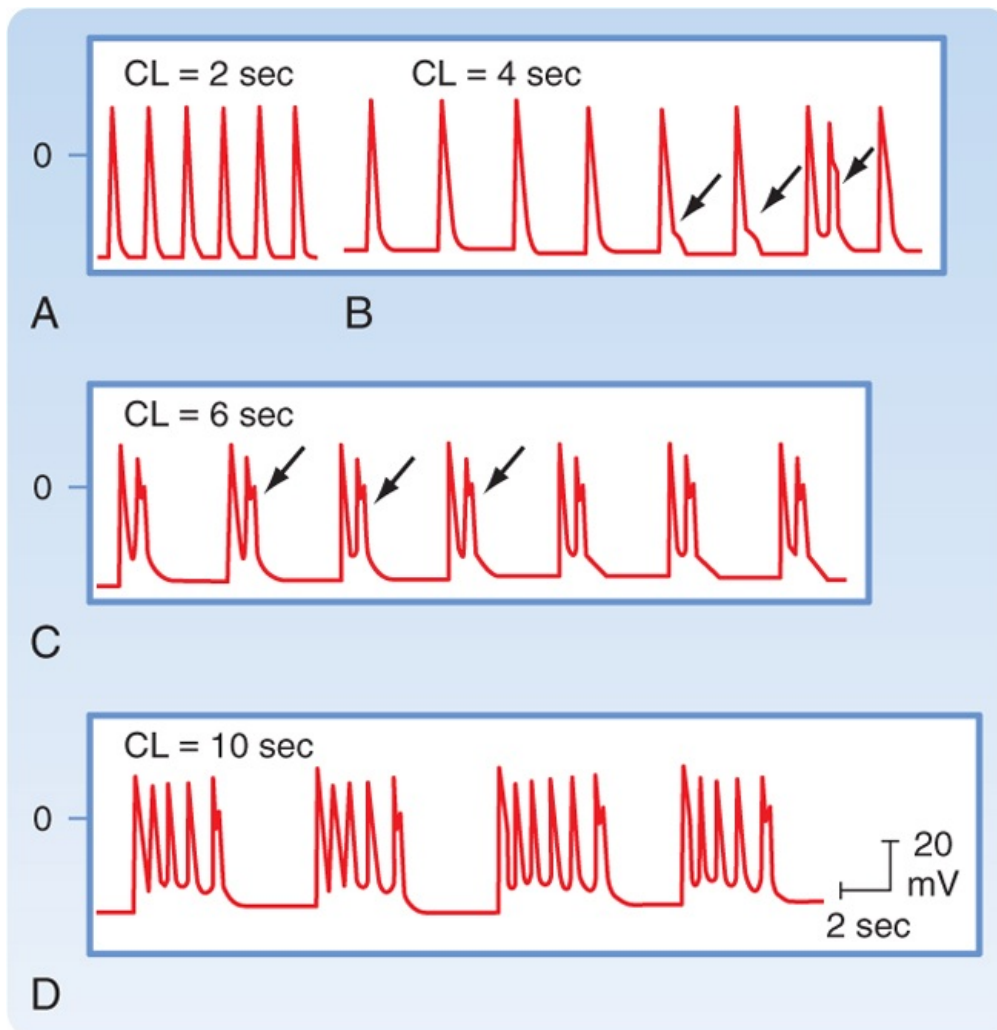 CL = 2 sec
CL = 4 sec
0
A
B
CL = 6 sec
0
C
CL = 10 sec
0
20
mV
2 sec
D